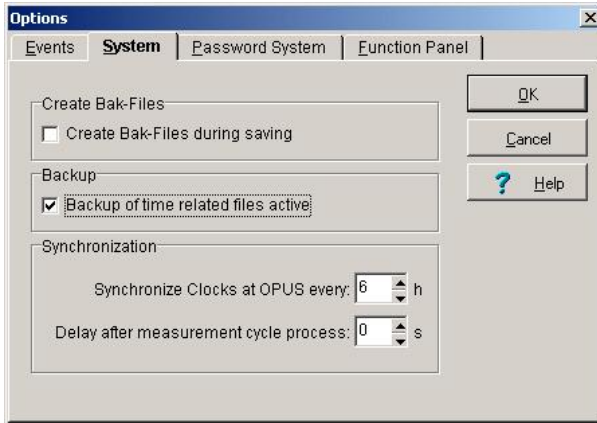 Options
Events System Password System Function Panel
Create Bak-Files
Create Bak-Files during saving
OK
Cancel
? Help
Backup
Backup of time related files active
Synchronization
Synchronize Clocks at OPUS every: 6 h
Delay after measurement cycle process: 0 s